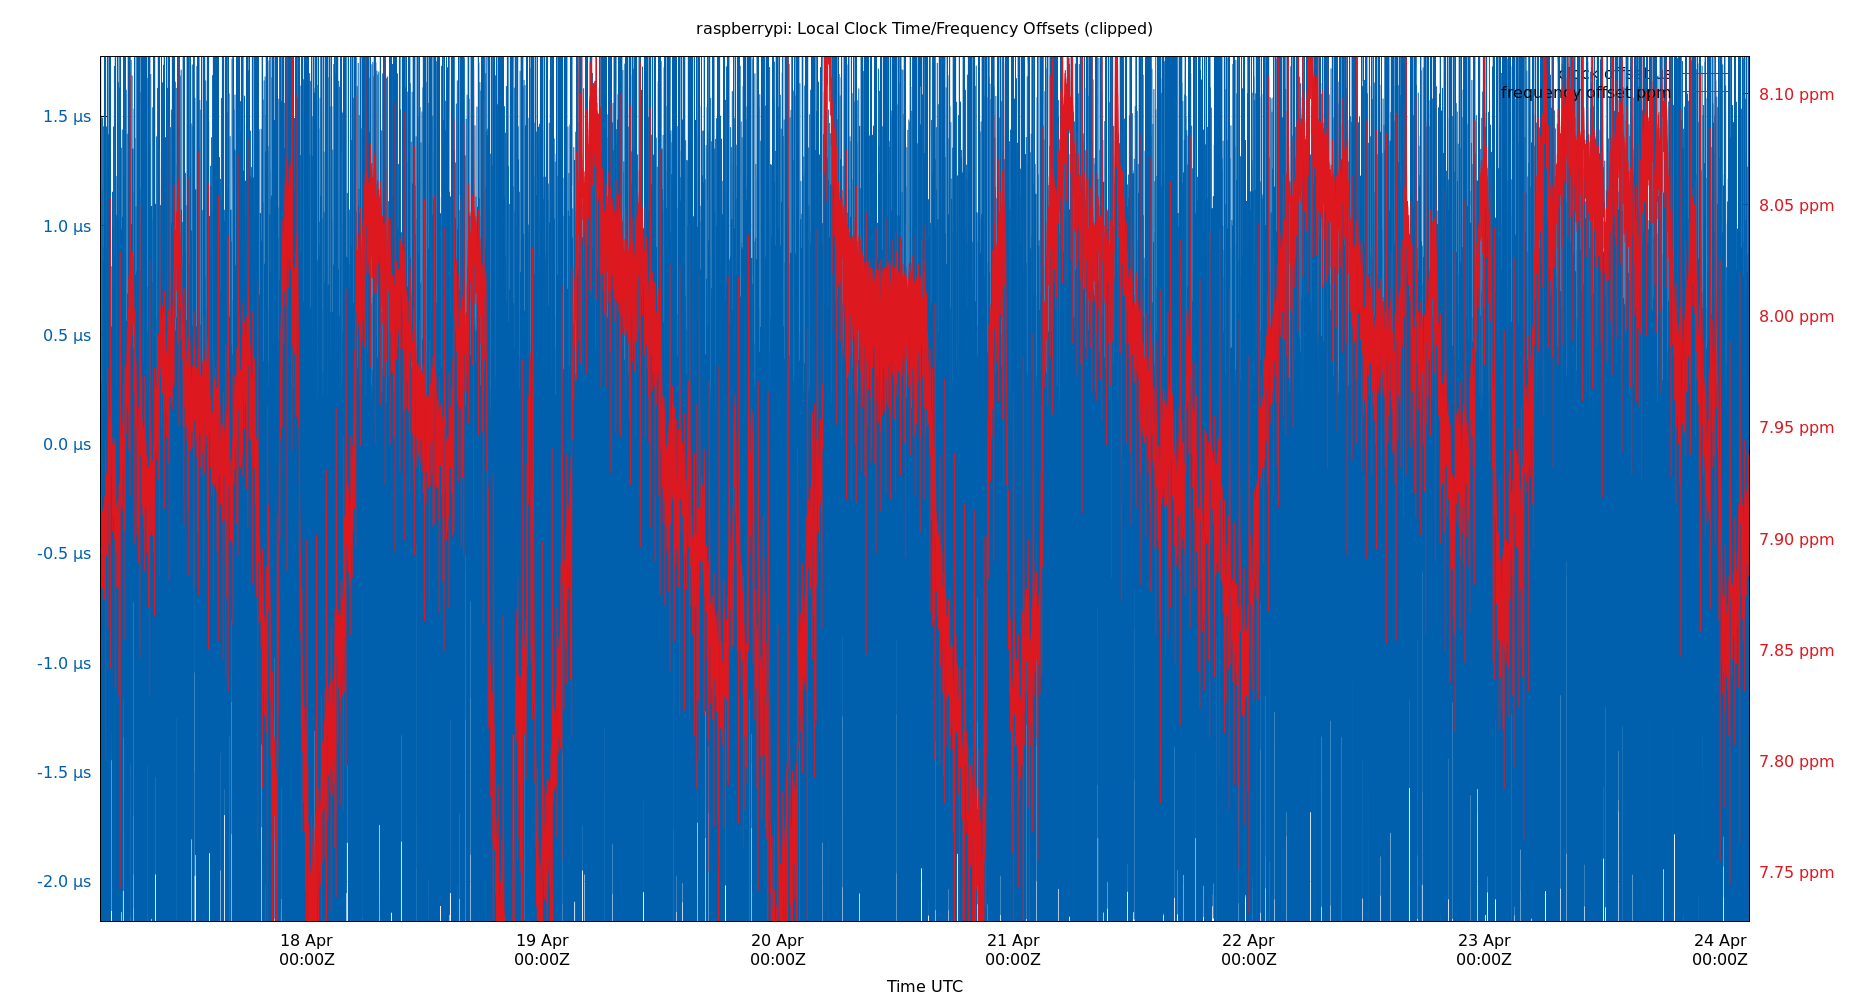 raspberrypi: Local Clock Time/Frequency Offsets (clipped)
clock offset µs
frequency offset ppm
1.5 µs
1.0 µs
0.5 µs
0.0 µs
-0.5 µs
-1.0 µs
-1.5 µs
-2.0 µs
8.10 ppm
8.05 ppm
8.00 ppm
7.95 ppm
7.90 ppm
7.85 ppm
7.80 ppm
7.75 ppm
18 Apr 19 Apr 20 Apr 21 Apr 22 Apr 23 Apr 24 Apr
00:00Z 00:00Z 00:00Z 00:00Z 00:00Z 00:00Z 00:00Z
Time UTC